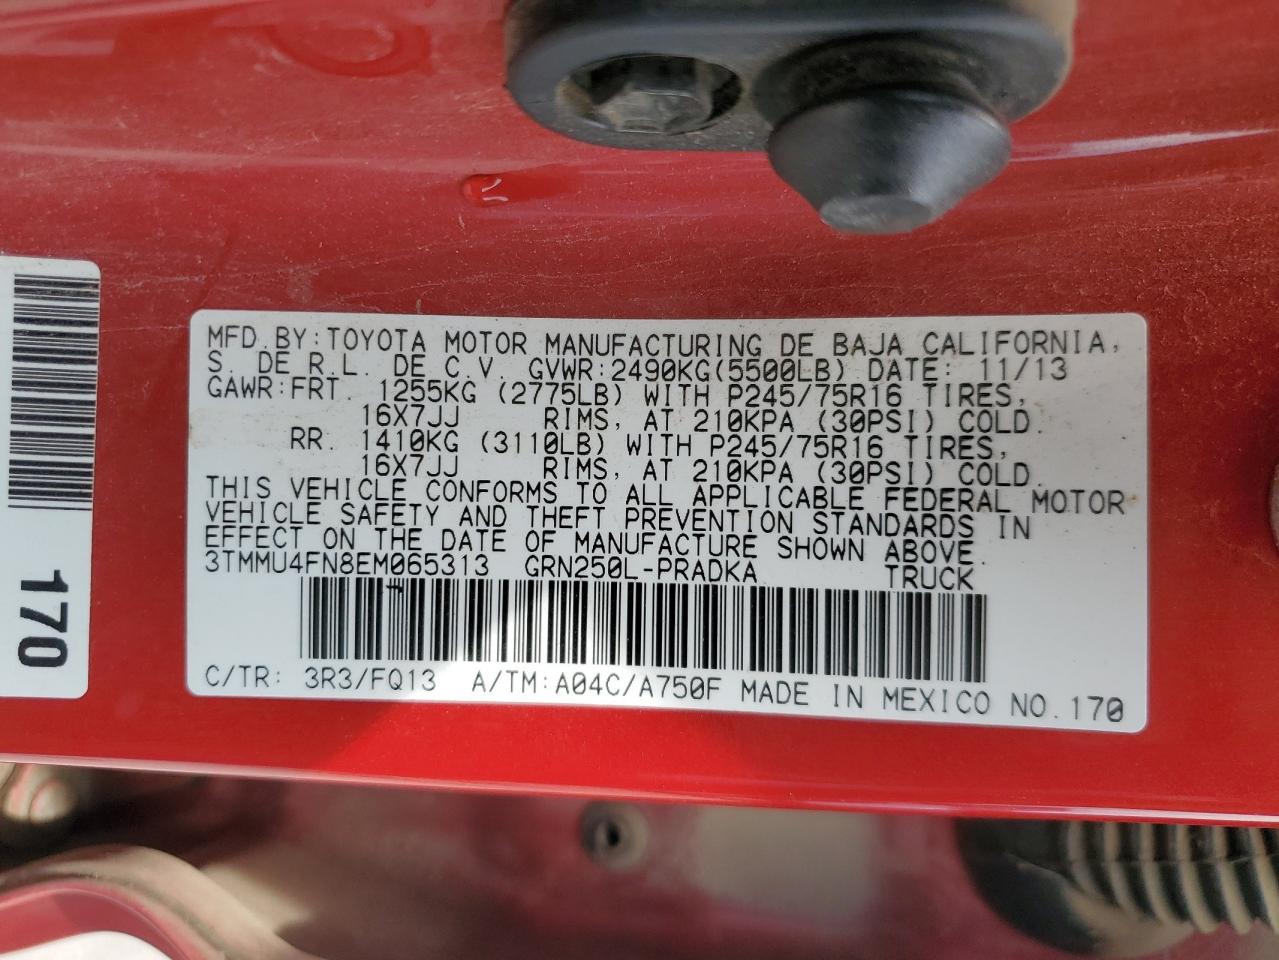 MFD. BY: TOYOTA MOTOR MANUFACTURING DE BAJA CALIFORNIA,
S. DE R.L. DE C.V. GVWR:2490KG(5500LB) DATE: 11/13
GAWR:FRT. 1255KG (2775LB) WITH P245/75R16 TIRES,
16X7JJ RIMS, AT 210KPA (30PSI) COLD.
RR. 1410KG (3110LB) WITH P245/75R16 TIRES,
16X7JJ RIMS, AT 210KPA (30PSI) COLD.
THIS VEHICLE CONFORMS TO ALL APPLICABLE FEDERAL MOTOR
VEHICLE SAFETY AND THEFT PREVENTION STANDARDS IN
EFFECT ON THE DATE OF MANUFACTURE SHOWN ABOVE.
3TMMU4FN8EM065313 GRN250L-PRADKA TRUCK
C/TR: 3R3/FQ13 A/TM:A04C/A750F MADE IN MEXICO NO.170
170